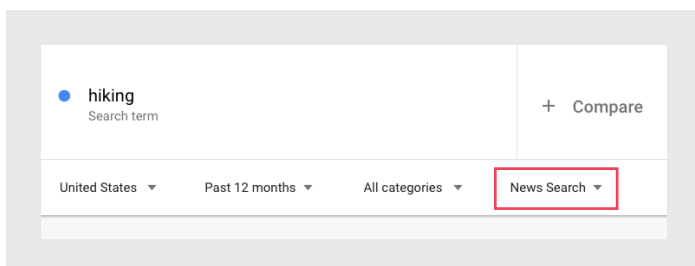 hiking
Search term
+ Compare
United States
Past 12 months
All categories
News Search